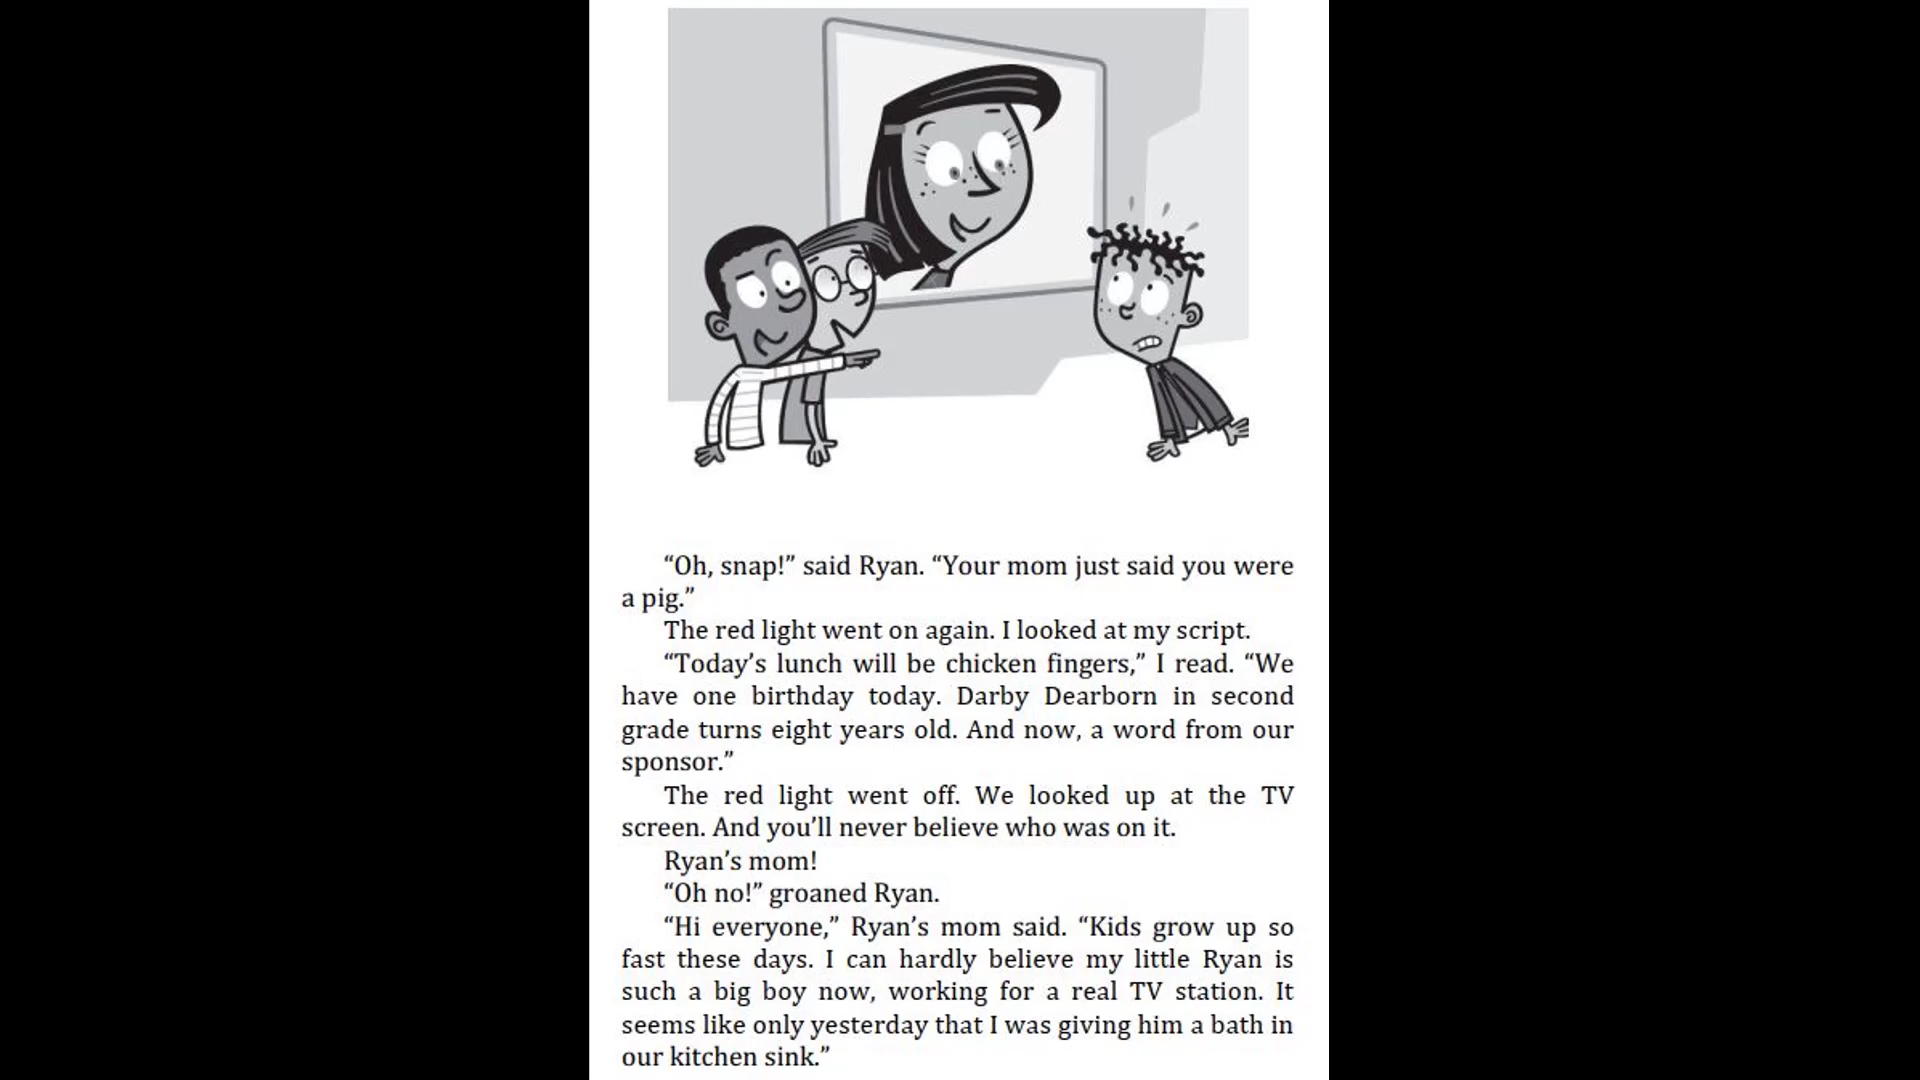 “Oh, snap!” said Ryan. “Your mom just said you were
a pig.”
The red light went on again. I looked at my script.
“Today’s lunch will be chicken fingers,” I read. “We
have one birthday today. Darby Dearborn in second
grade turns eight years old. And now, a word from our
sponsor.”
The red light went off. We looked up at the TV
screen. And you’ll never believe who was on it.
Ryan’s mom!
“Oh no!” groaned Ryan.
“Hi everyone,” Ryan’s mom said. “Kids grow up so
fast these days. I can hardly believe my little Ryan is
such a big boy now, working for a real TV station. It
seems like only yesterday that I was giving him a bath in
our kitchen sink.”